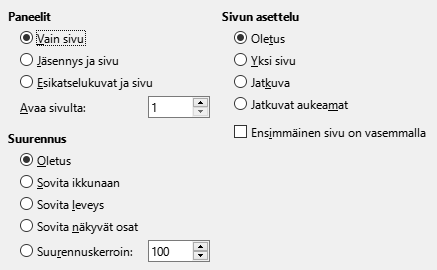 Paneelit
Vain sivu
Jäsennys ja sivu
Esikatselukuvat ja sivu
Avaa sivulta: 1
Suurennus
Oletus
Sovita ikkunaan
Sovita leveys
Sovita näkyvät osat
Suurennuskerroin: 100
Sivun asettelu
Oletus
Yksi sivu
Jatkuva
Jatkuvat aukeamat
Ensimmäinen sivu on vasemmalla